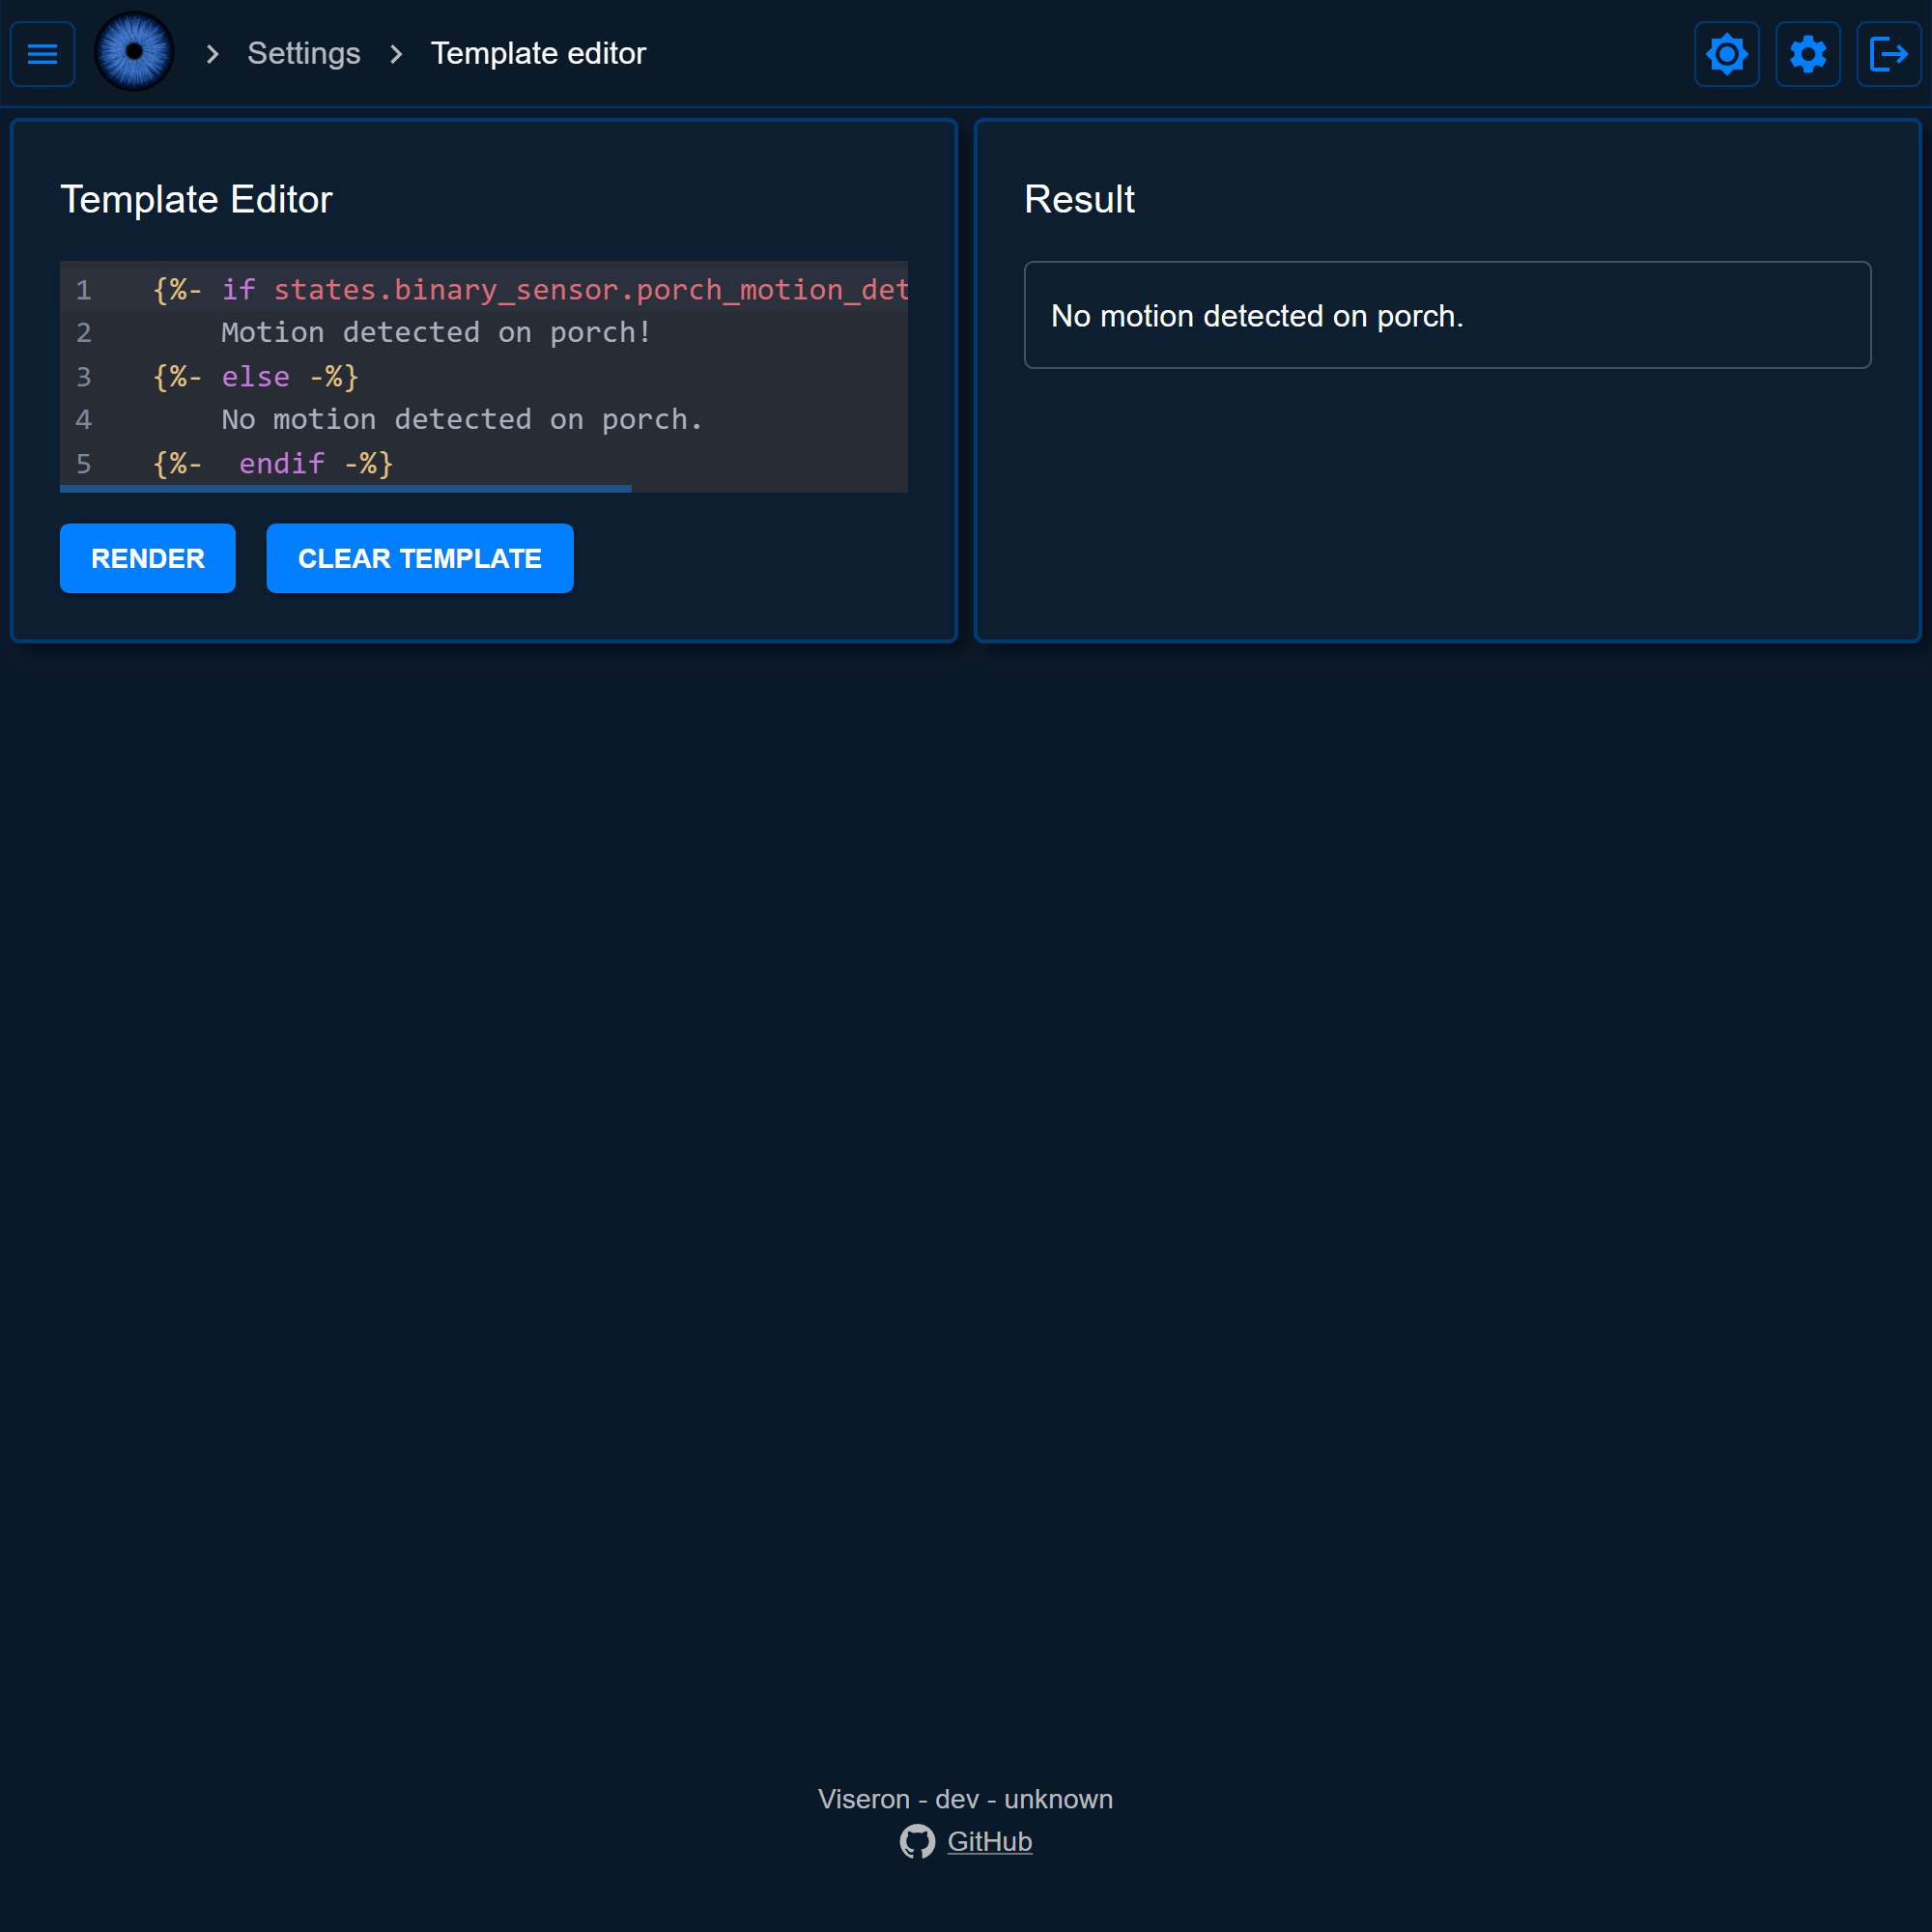 Settings > Template editor
Template Editor
1 {%- if states.binary_sensor.porch_motion_det
2     Motion detected on porch!
3 {%- else -%}
4     No motion detected on porch.
5 {%-  endif -%}
RENDER CLEAR TEMPLATE
Result
No motion detected on porch.
Viseron - dev - unknown
GitHub